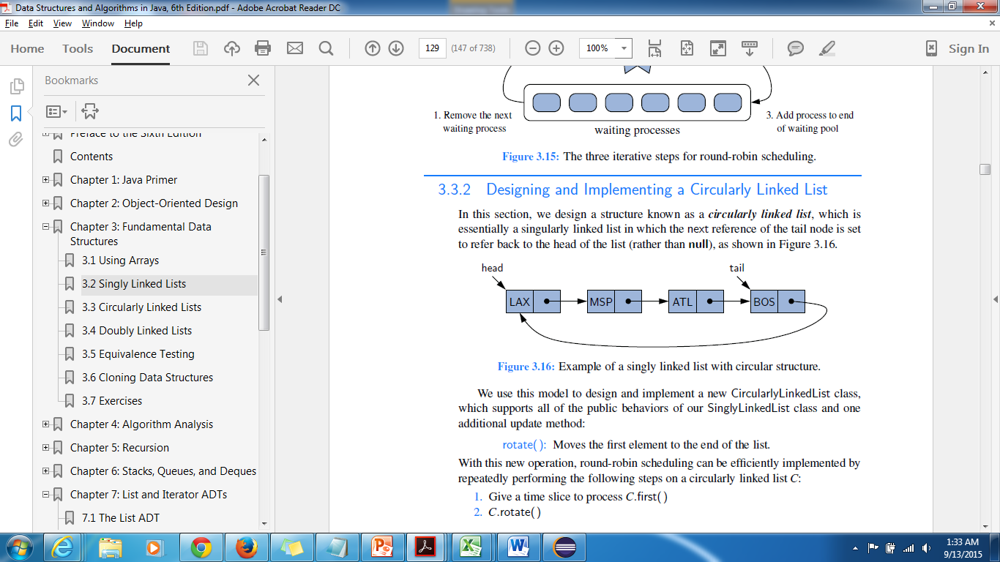 Data Structures and Algorithms in Java, 6th Edition.pdf - Adobe Acrobat Reader DC
File Edit View Window Help
Home Tools Document 129 (147 of 738) 100% Sign In
Bookmarks
Preface to the Sixth Edition
Contents
Chapter 1: Java Primer
Chapter 2: Object-Oriented Design
Chapter 3: Fundamental Data
Structures
3.1 Using Arrays
3.2 Singly Linked Lists
3.3 Circularly Linked Lists
3.4 Doubly Linked Lists
3.5 Equivalence Testing
3.6 Cloning Data Structures
3.7 Exercises
Chapter 4: Algorithm Analysis
Chapter 5: Recursion
Chapter 6: Stacks, Queues, and Deques
Chapter 7: List and Iterator ADTs
7.1 The List ADT
1. Remove the next
waiting process
waiting processes
3. Add process to end
of waiting pool
Figure 3.15: The three iterative steps for round-robin scheduling.
3.3.2 Designing and Implementing a Circularly Linked List
In this section, we design a structure known as a circularly linked list, which is
essentially a singularly linked list in which the next reference of the tail node is set
to refer back to the head of the list (rather than null), as shown in Figure 3.16.
head tail
LAX MSP ATL BOS
Figure 3.16: Example of a singly linked list with circular structure.
We use this model to design and implement a new CircularlyLinkedList class,
which supports all of the public behaviors of our SinglyLinkedList class and one
additional update method:
rotate( ): Moves the first element to the end of the list.
With this new operation, round-robin scheduling can be efficiently implemented by
repeatedly performing the following steps on a circularly linked list C:
1. Give a time slice to process C.first( )
2. C.rotate( )
1:33 AM
9/13/2015